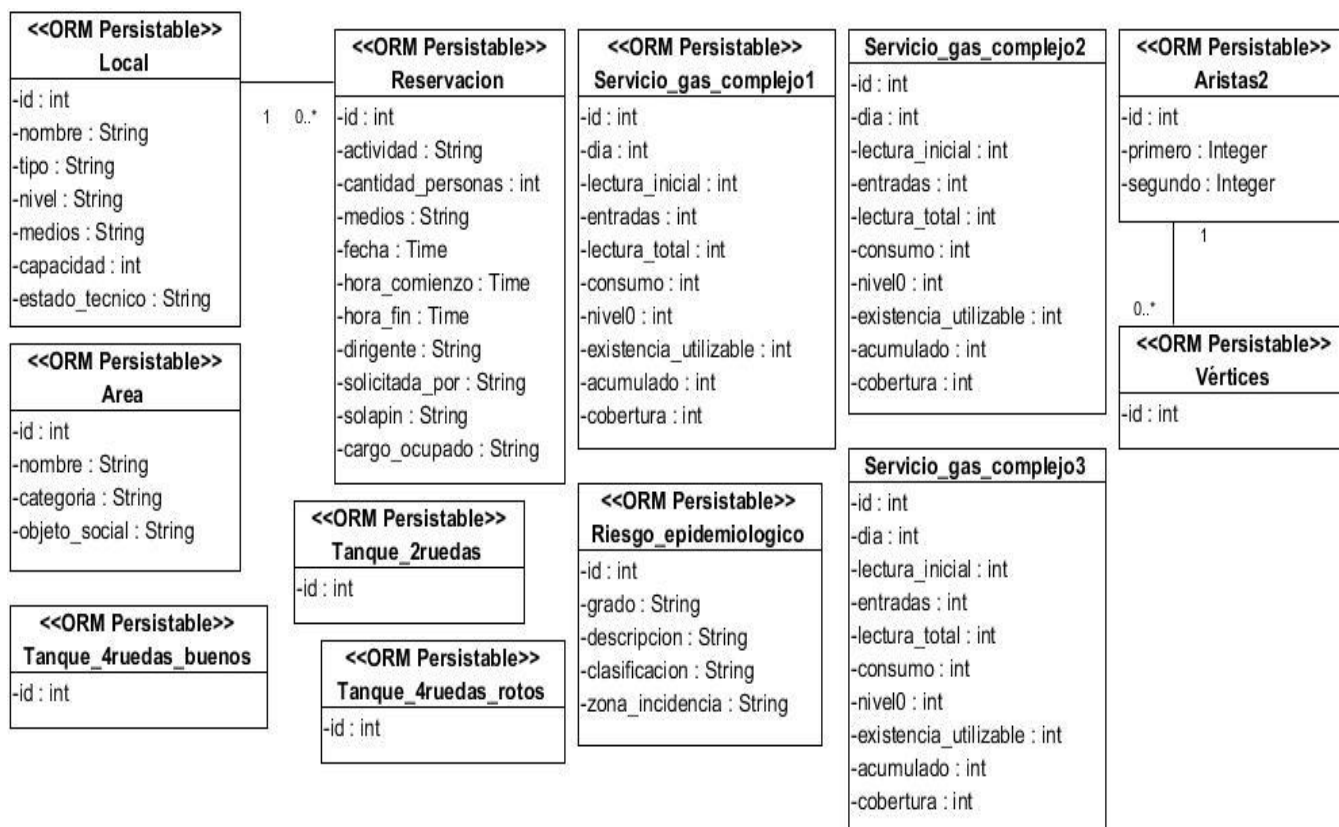 <<ORM Persistable>>
Local
-id : int
-nombre : String
-tipo : String
-nivel : String
-medios : String
-capacidad : int
-estado_tecnico : String
1
0..*
<<ORM Persistable>>
Reservacion
-id : int
-actividad : String
-cantidad_personas : int
-medios : String
-fecha : Time
-hora_comienzo : Time
-hora_fin : Time
-dirigente : String
-solicitada_por : String
-solapin : String
-cargo_ocupado : String
<<ORM Persistable>>
Servicio_gas_complejo1
-id : int
-dia : int
-lectura_inicial : int
-entradas : int
-lectura_total : int
-consumo : int
-nivel0 : int
-existencia_utilizable : int
-acumulado : int
-cobertura : int
Servicio_gas_complejo2
-id : int
-dia : int
-lectura_inicial : int
-entradas : int
-lectura_total : int
-consumo : int
-nivel0 : int
-existencia_utilizable : int
-acumulado : int
-cobertura : int
<<ORM Persistable>>
Aristas2
-id : int
-primero : Integer
-segundo : Integer
1
0..*
<<ORM Persistable>>
Vértices
-id : int
<<ORM Persistable>>
Area
-id : int
-nombre : String
-categoria : String
-objeto_social : String
<<ORM Persistable>>
Tanque_2ruedas
-id : int
<<ORM Persistable>>
Riesgo_epidemiologico
-id : int
-grado : String
-descripcion : String
-clasificacion : String
-zona_incidencia : String
Servicio_gas_complejo3
-id : int
-dia : int
-lectura_inicial : int
-entradas : int
-lectura_total : int
-consumo : int
-nivel0 : int
-existencia_utilizable : int
-acumulado : int
-cobertura : int
<<ORM Persistable>>
Tanque_4ruedas_buenos
-id : int
<<ORM Persistable>>
Tanque_4ruedas_rotos
-id : int